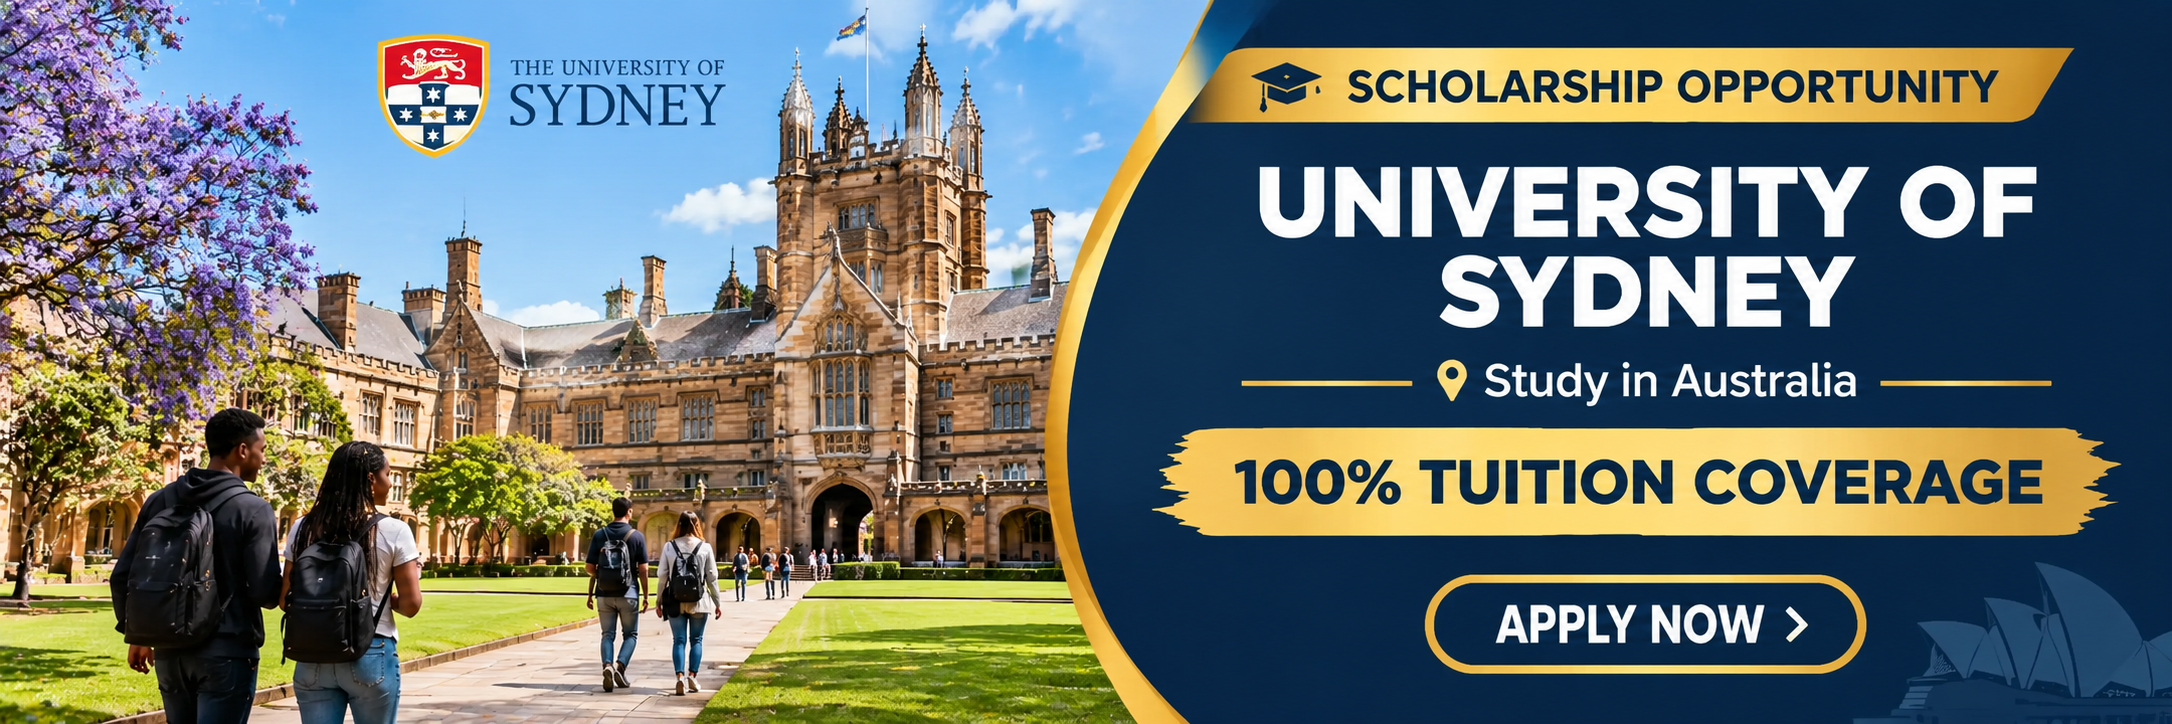 THE UNIVERSITY OF
SYDNEY
SCHOLARSHIP OPPORTUNITY
UNIVERSITY OF
SYDNEY
Study in Australia
100% TUITION COVERAGE
APPLY NOW